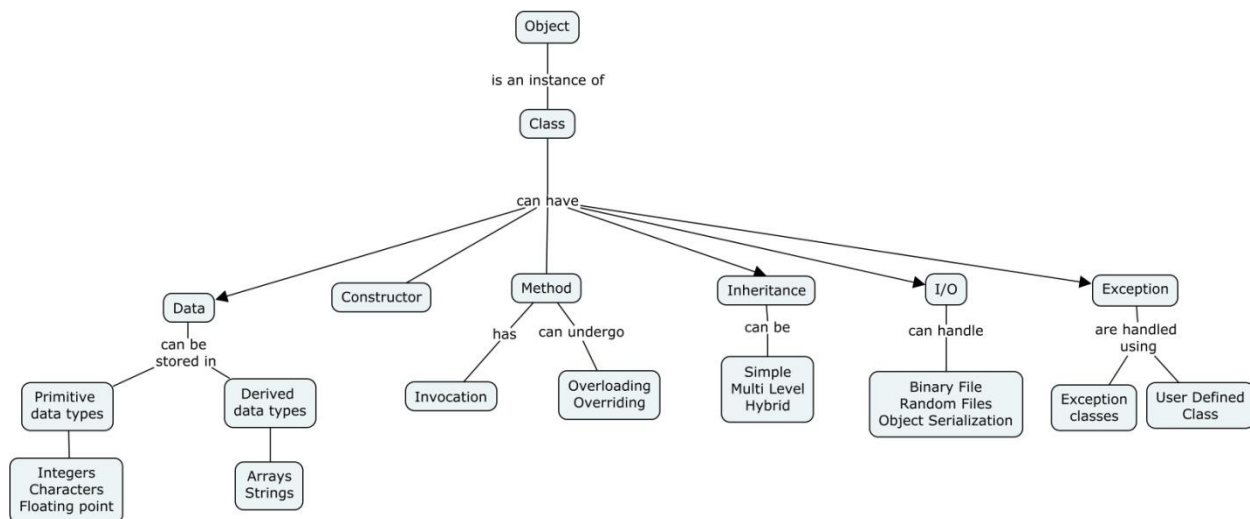 Object
is an instance of
Class
can have
Data
can be
stored in
Primitive
data types
Integers
Characters
Floating point
Derived
data types
Arrays
Strings
Constructor
Method
has
Invocation
can undergo
Overloading
Overriding
Inheritance
can be
Simple
Multi Level
Hybrid
I/O
can handle
Binary File
Random Files
Object Serialization
Exception
are handled
using
Exception
classes
User Defined
Class